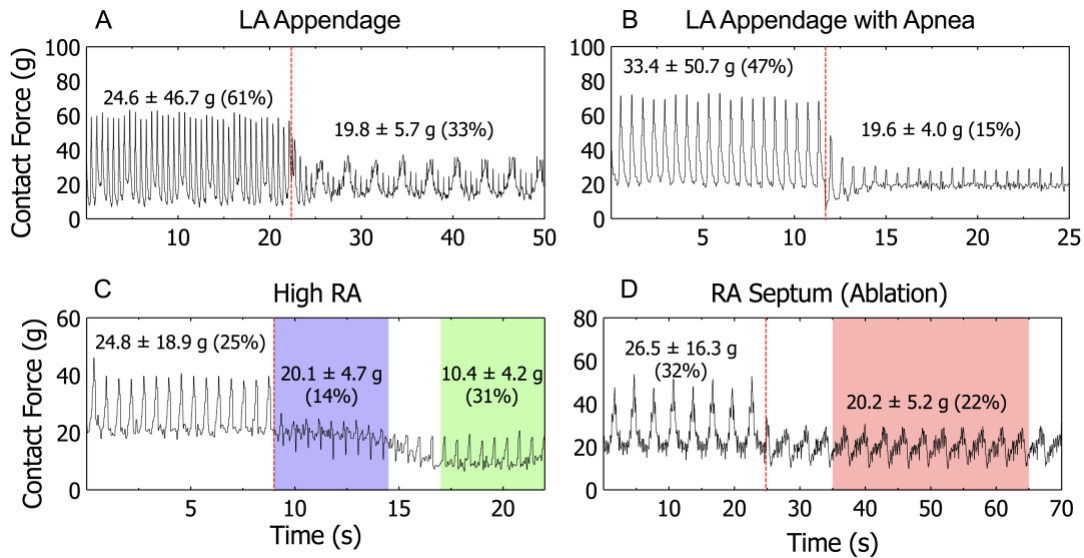 A
LA Appendage
100
80
60
40
20
0
Contact Force (g)
24.6 ± 46.7 g (61%)
19.8 ± 5.7 g (33%)
10
20
30
40
50
B
LA Appendage with Apnea
100
80
60
40
20
0
33.4 ± 50.7 g (47%)
19.6 ± 4.0 g (15%)
5
10
15
20
25
C
High RA
60
40
20
0
Contact Force (g)
24.8 ± 18.9 g (25%)
20.1 ± 4.7 g
(14%)
10.4 ± 4.2 g
(31%)
5
10
15
20
Time (s)
D
RA Septum (Ablation)
80
60
40
20
0
26.5 ± 16.3 g
(32%)
20.2 ± 5.2 g (22%)
10
20
30
40
50
60
70
Time (s)